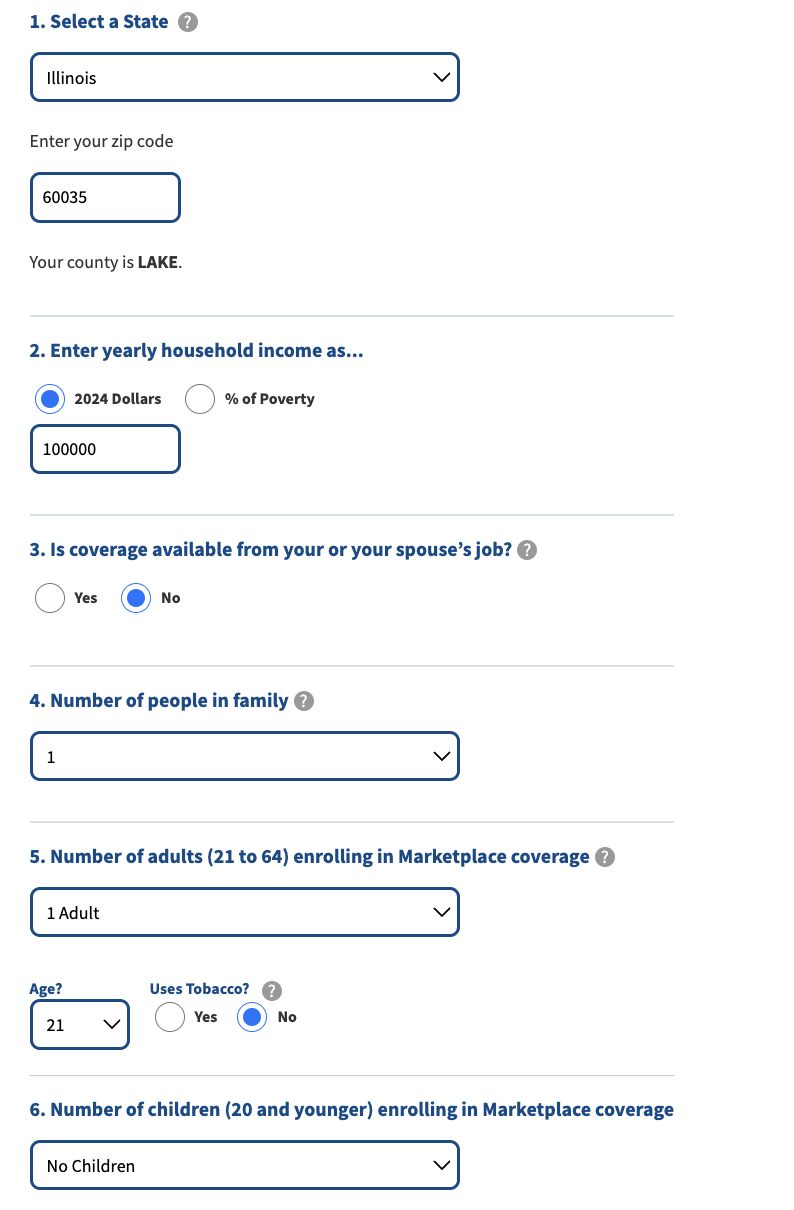 1. Select a State ?
Illinois
Enter your zip code
60035
Your county is LAKE.
2. Enter yearly household income as...
2024 Dollars % of Poverty
100000
3. Is coverage available from your or your spouse’s job? ?
Yes No
4. Number of people in family ?
1
5. Number of adults (21 to 64) enrolling in Marketplace coverage ?
1 Adult
Age? Uses Tobacco? ?
21 Yes No
6. Number of children (20 and younger) enrolling in Marketplace coverage
No Children